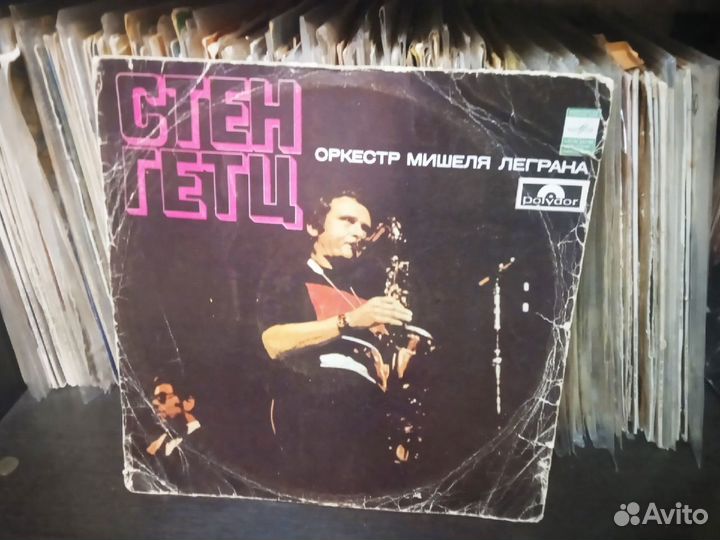 СТЕН
ГЕТЦ
ОРКЕСТР МИШЕЛЯ ЛЕГРАНА
polydor
Avito